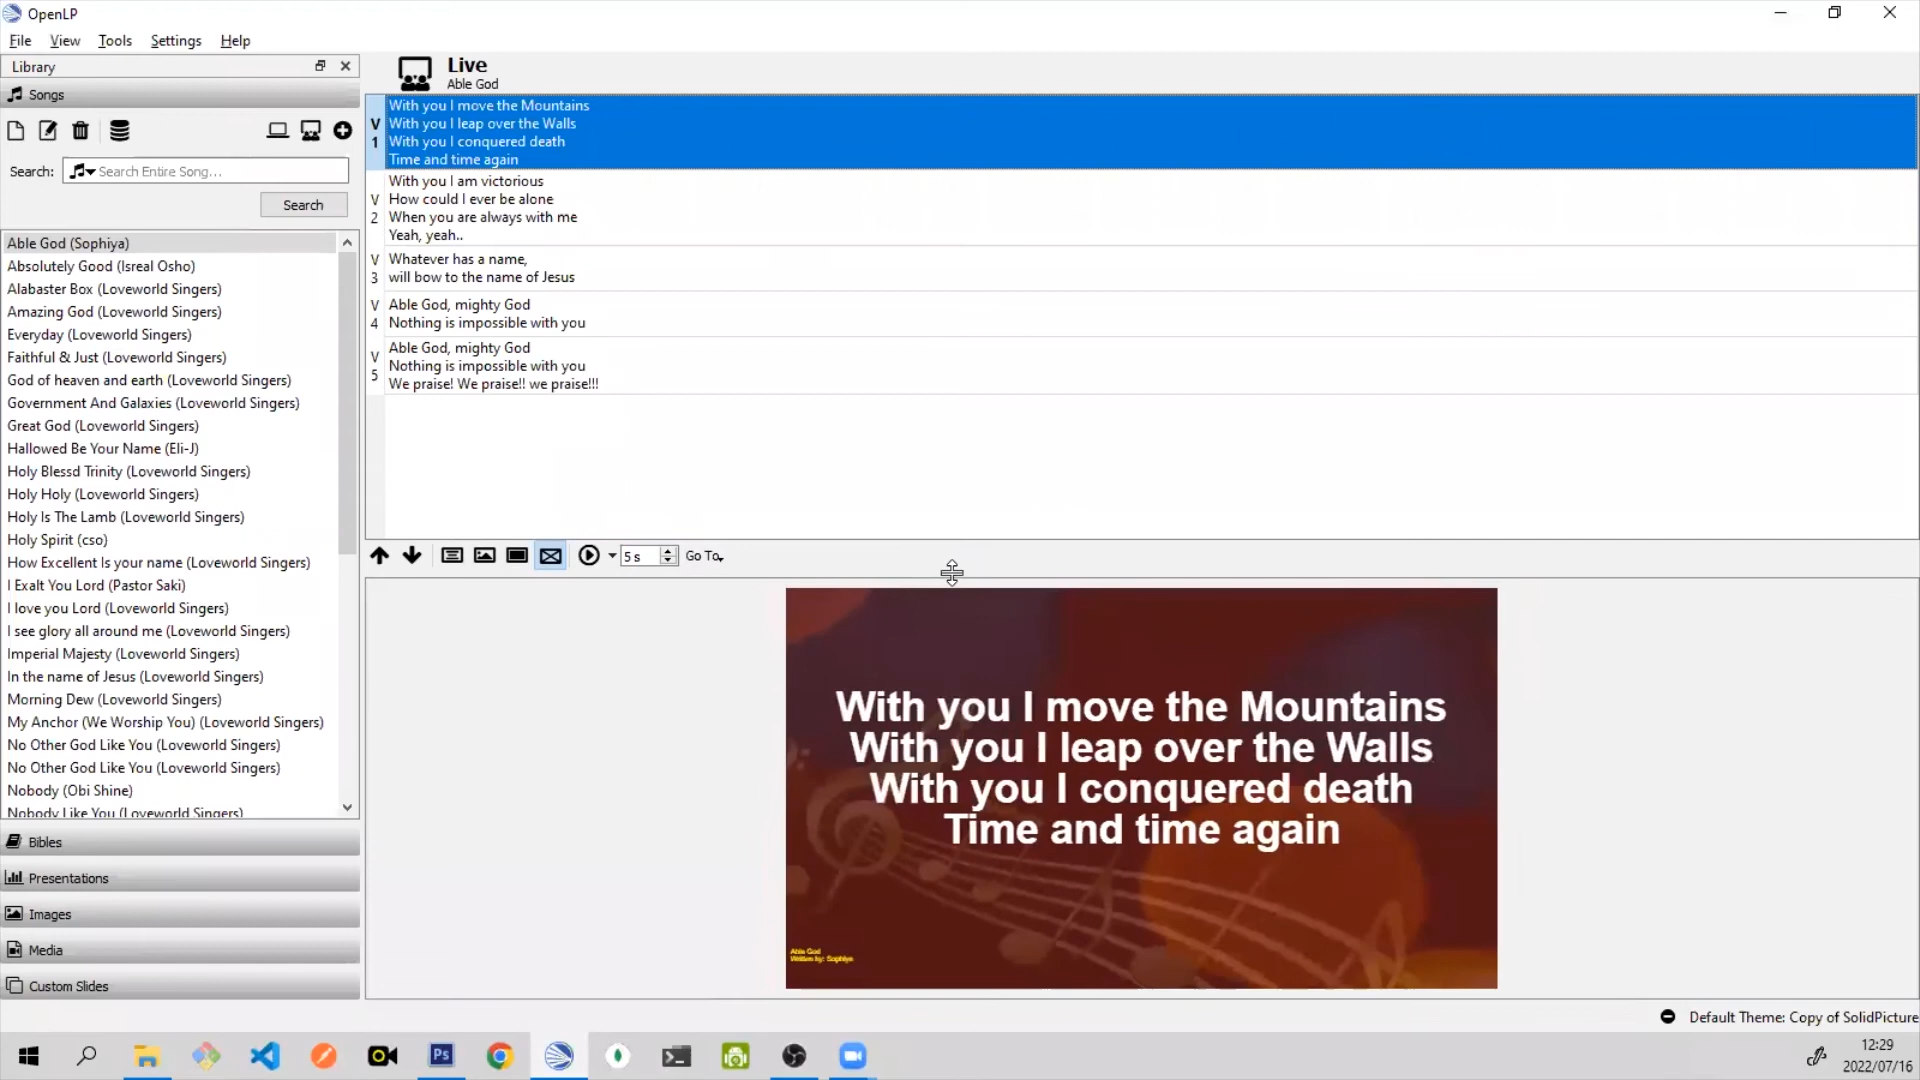 OpenLP
File View Tools Settings Help
Library
Songs
Search: Search Entire Song...
Search
Able God (Sophiya)
Absolutely Good (Isreal Osho)
Alabaster Box (Loveworld Singers)
Amazing God (Loveworld Singers)
Everyday (Loveworld Singers)
Faithful & Just (Loveworld Singers)
God of heaven and earth (Loveworld Singers)
Government And Galaxies (Loveworld Singers)
Great God (Loveworld Singers)
Hallowed Be Your Name (Eli-J)
Holy Blessd Trinity (Loveworld Singers)
Holy Holy (Loveworld Singers)
Holy Is The Lamb (Loveworld Singers)
Holy Spirit (cso)
How Excellent Is your name (Loveworld Singers)
I Exalt You Lord (Pastor Saki)
I love you Lord (Loveworld Singers)
I see glory all around me (Loveworld Singers)
Imperial Majesty (Loveworld Singers)
In the name of Jesus (Loveworld Singers)
Morning Dew (Loveworld Singers)
My Anchor (We Worship You) (Loveworld Singers)
No Other God Like You (Loveworld Singers)
No Other God Like You (Loveworld Singers)
Nobody (Obi Shine)
Nobody Like You (Loveworld Singers)
Bibles
Presentations
Images
Media
Custom Slides
Live
Able God
V 1
With you I move the Mountains
With you I leap over the Walls
With you I conquered death
Time and time again
V 2
With you I am victorious
How could I ever be alone
When you are always with me
Yeah, yeah..
V 3
Whatever has a name,
will bow to the name of Jesus
V 4
Able God, mighty God
Nothing is impossible with you
V 5
Able God, mighty God
Nothing is impossible with you
We praise! We praise!! we praise!!!
5 s Go To
With you I move the Mountains
With you I leap over the Walls
With you I conquered death
Time and time again
Able God
Written by: Sophiya
Default Theme: Copy of SolidPicture
Ps
12:29
2022/07/16